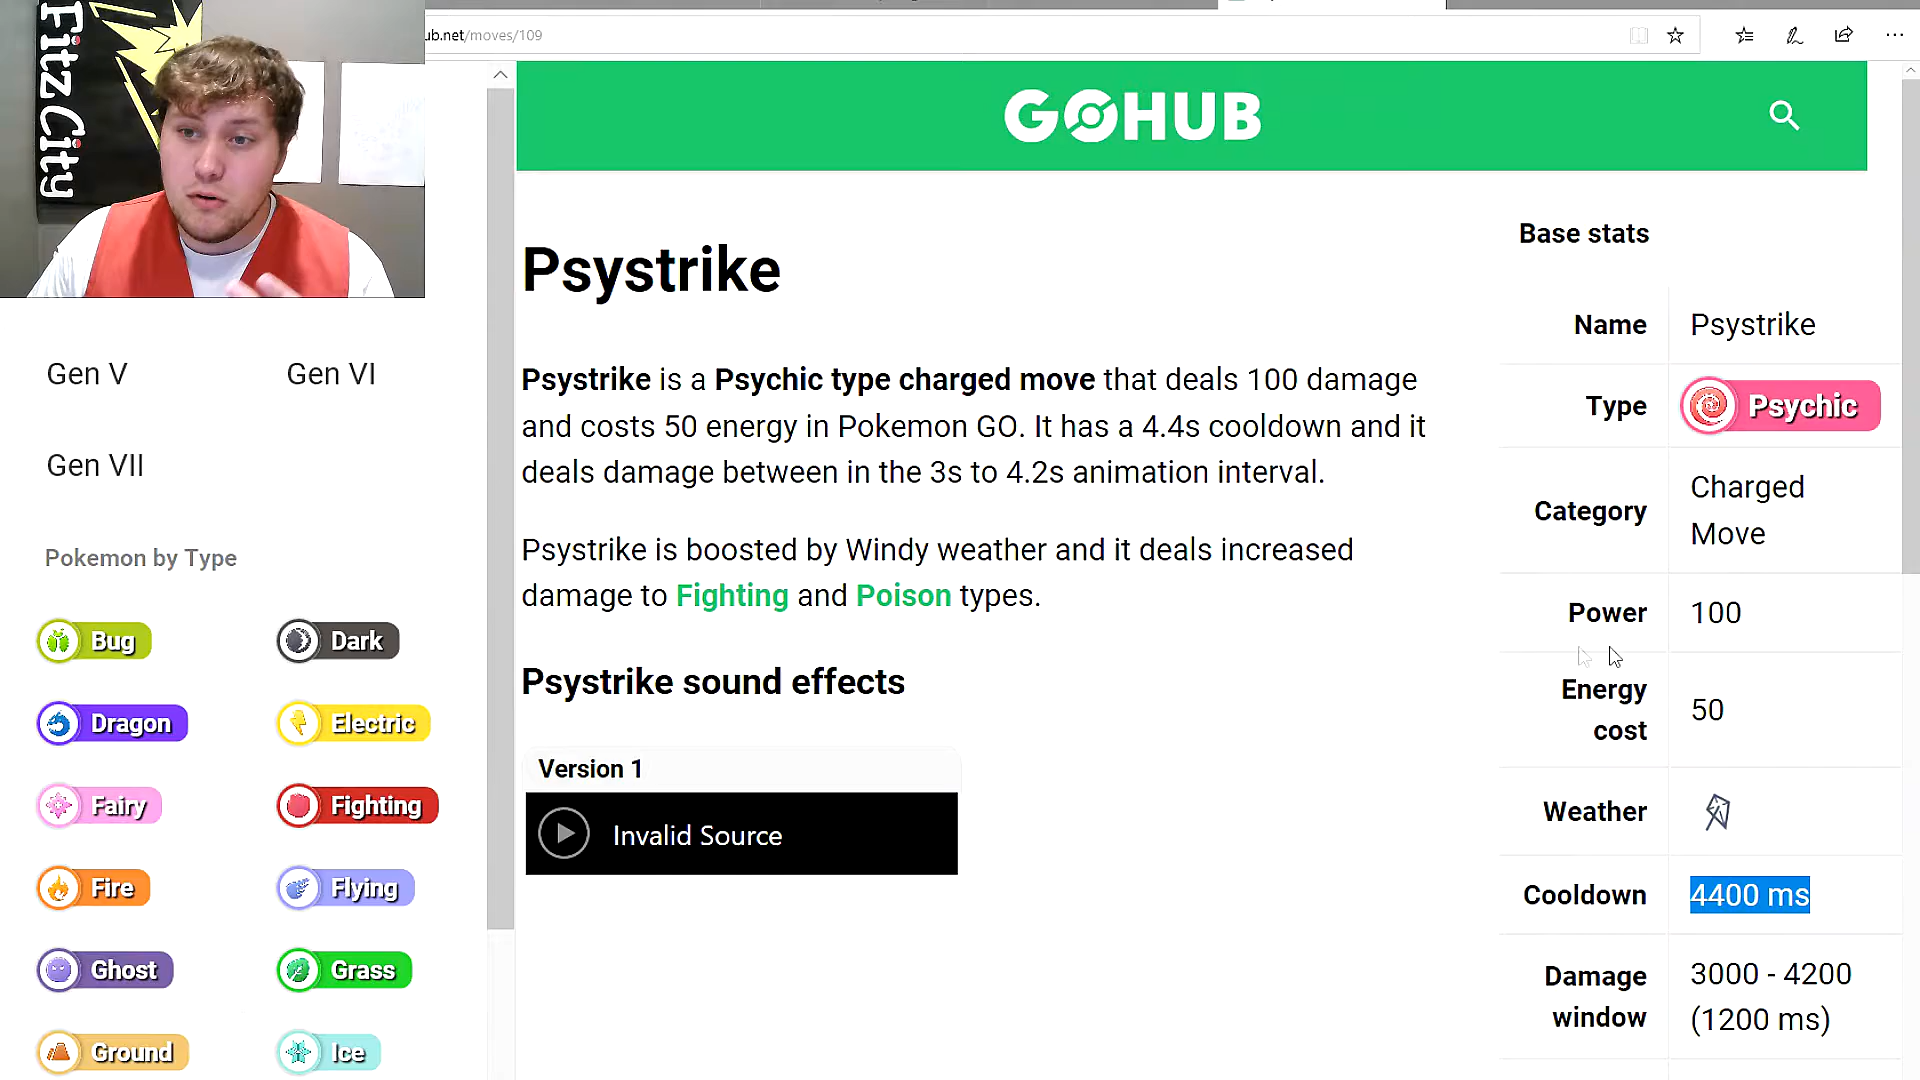 FitzCity
ub.net/moves/109
GOHUB
Gen V
Gen VI
Gen VII
Pokemon by Type
Bug
Dark
Dragon
Electric
Fairy
Fighting
Fire
Flying
Ghost
Grass
Ground
Ice
Psystrike
Psystrike is a Psychic type charged move that deals 100 damage
and costs 50 energy in Pokemon GO. It has a 4.4s cooldown and it
deals damage between in the 3s to 4.2s animation interval.
Psystrike is boosted by Windy weather and it deals increased
damage to Fighting and Poison types.
Psystrike sound effects
Version 1
Invalid Source
Base stats
Name
Psystrike
Type
Psychic
Category
Charged
Move
Power
100
Energy
cost
50
Weather
Cooldown
4400 ms
Damage
window
3000 - 4200
(1200 ms)